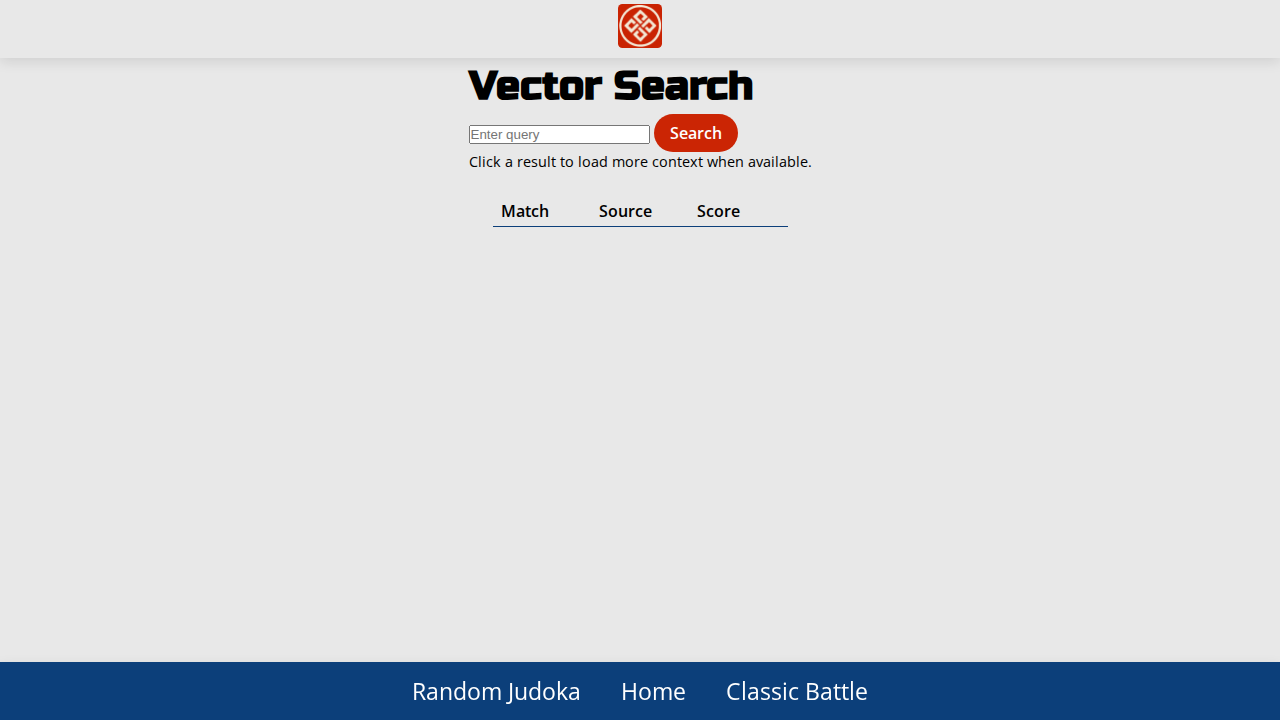 Vector Search
Enter query Search
Click a result to load more context when available.
Match Source Score
Random Judoka Home Classic Battle